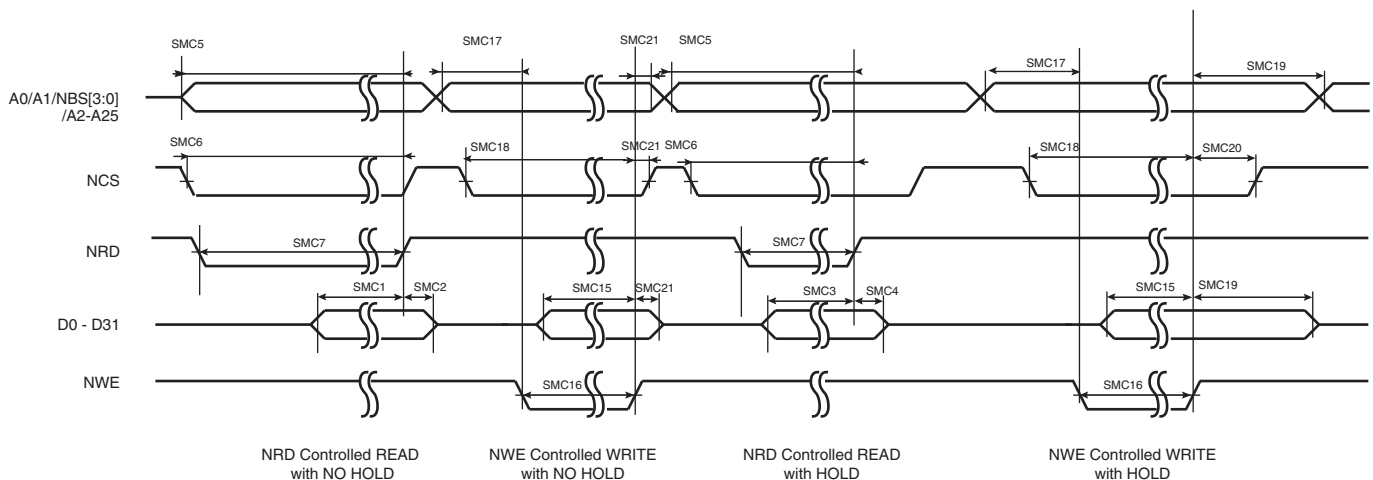 SMC5
SMC17
SMC21
SMC5
SMC17
SMC19
A0/A1/NBS[3:0]
/A2-A25
SMC6
SMC18
SMC21
SMC6
SMC18
SMC20
NCS
NRD
SMC7
SMC7
SMC1
SMC2
SMC15
SMC21
SMC3
SMC4
SMC15
SMC19
D0 - D31
NWE
SMC16
SMC16
NRD Controlled READ
with NO HOLD
NWE Controlled WRITE
with NO HOLD
NRD Controlled READ
with HOLD
NWE Controlled WRITE
with HOLD